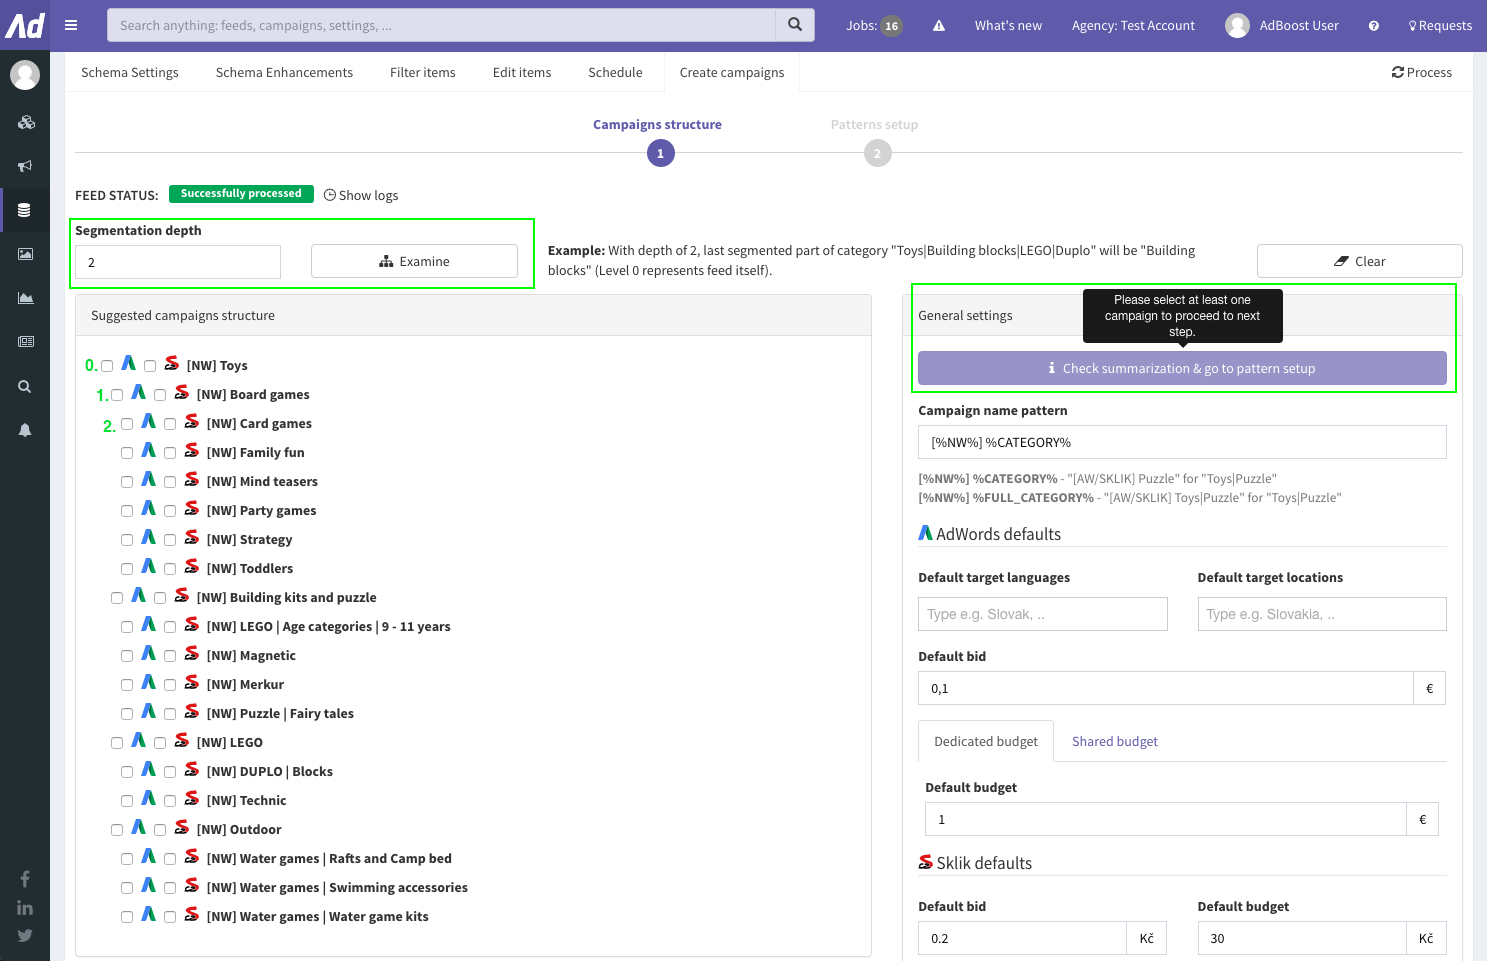 Ad
Search anything: feeds, campaigns, settings, ...
Jobs: 16
What's new
Agency: Test Account
AdBoost User
Requests
Schema Settings
Schema Enhancements
Filter items
Edit items
Schedule
Create campaigns
Process
Campaigns structure
Patterns setup
1
2
FEED STATUS:
Successfully processed
Show logs
Segmentation depth
2
Examine
Example: With depth of 2, last segmented part of category "Toys|Building blocks|LEGO|Duplo" will be "Building
blocks" (Level 0 represents feed itself).
Clear
Suggested campaigns structure
0. [NW] Toys
1. [NW] Board games
2. [NW] Card games
[NW] Family fun
[NW] Mind teasers
[NW] Party games
[NW] Strategy
[NW] Toddlers
[NW] Building kits and puzzle
[NW] LEGO | Age categories | 9 - 11 years
[NW] Magnetic
[NW] Merkur
[NW] Puzzle | Fairy tales
[NW] LEGO
[NW] DUPLO | Blocks
[NW] Technic
[NW] Outdoor
[NW] Water games | Rafts and Camp bed
[NW] Water games | Swimming accessories
[NW] Water games | Water game kits
General settings
Please select at least one
campaign to proceed to next
step.
Check summarization & go to pattern setup
Campaign name pattern
[%NW%] %CATEGORY%
[%NW%] %CATEGORY% - "[AW/SKLIK] Puzzle" for "Toys|Puzzle"
[%NW%] %FULL_CATEGORY% - "[AW/SKLIK] Toys|Puzzle" for "Toys|Puzzle"
AdWords defaults
Default target languages
Default target locations
Type e.g. Slovak, ..
Type e.g. Slovakia, ..
Default bid
0,1
€
Dedicated budget
Shared budget
Default budget
1
€
Sklik defaults
Default bid
Default budget
0.2
Kč
30
Kč